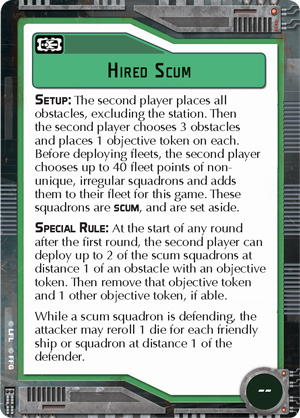 HIRED SCUM
SETUP: The second player places all
obstacles, excluding the station. Then
the second player chooses 3 obstacles
and places 1 objective token on each.
Before deploying fleets, the second player
chooses up to 40 fleet points of non-
unique, irregular squadrons and adds
them to their fleet for this game. These
squadrons are SCUM, and are set aside.
SPECIAL RULE: At the start of any round
after the first round, the second player can
deploy up to 2 of the scum squadrons at
distance 1 of an obstacle with an objective
token. Then remove that objective token
and 1 other objective token, if able.
While a scum squadron is defending, the
attacker may reroll 1 die for each friendly
ship or squadron at distance 1 of the
defender.
© LFL © FFG
--